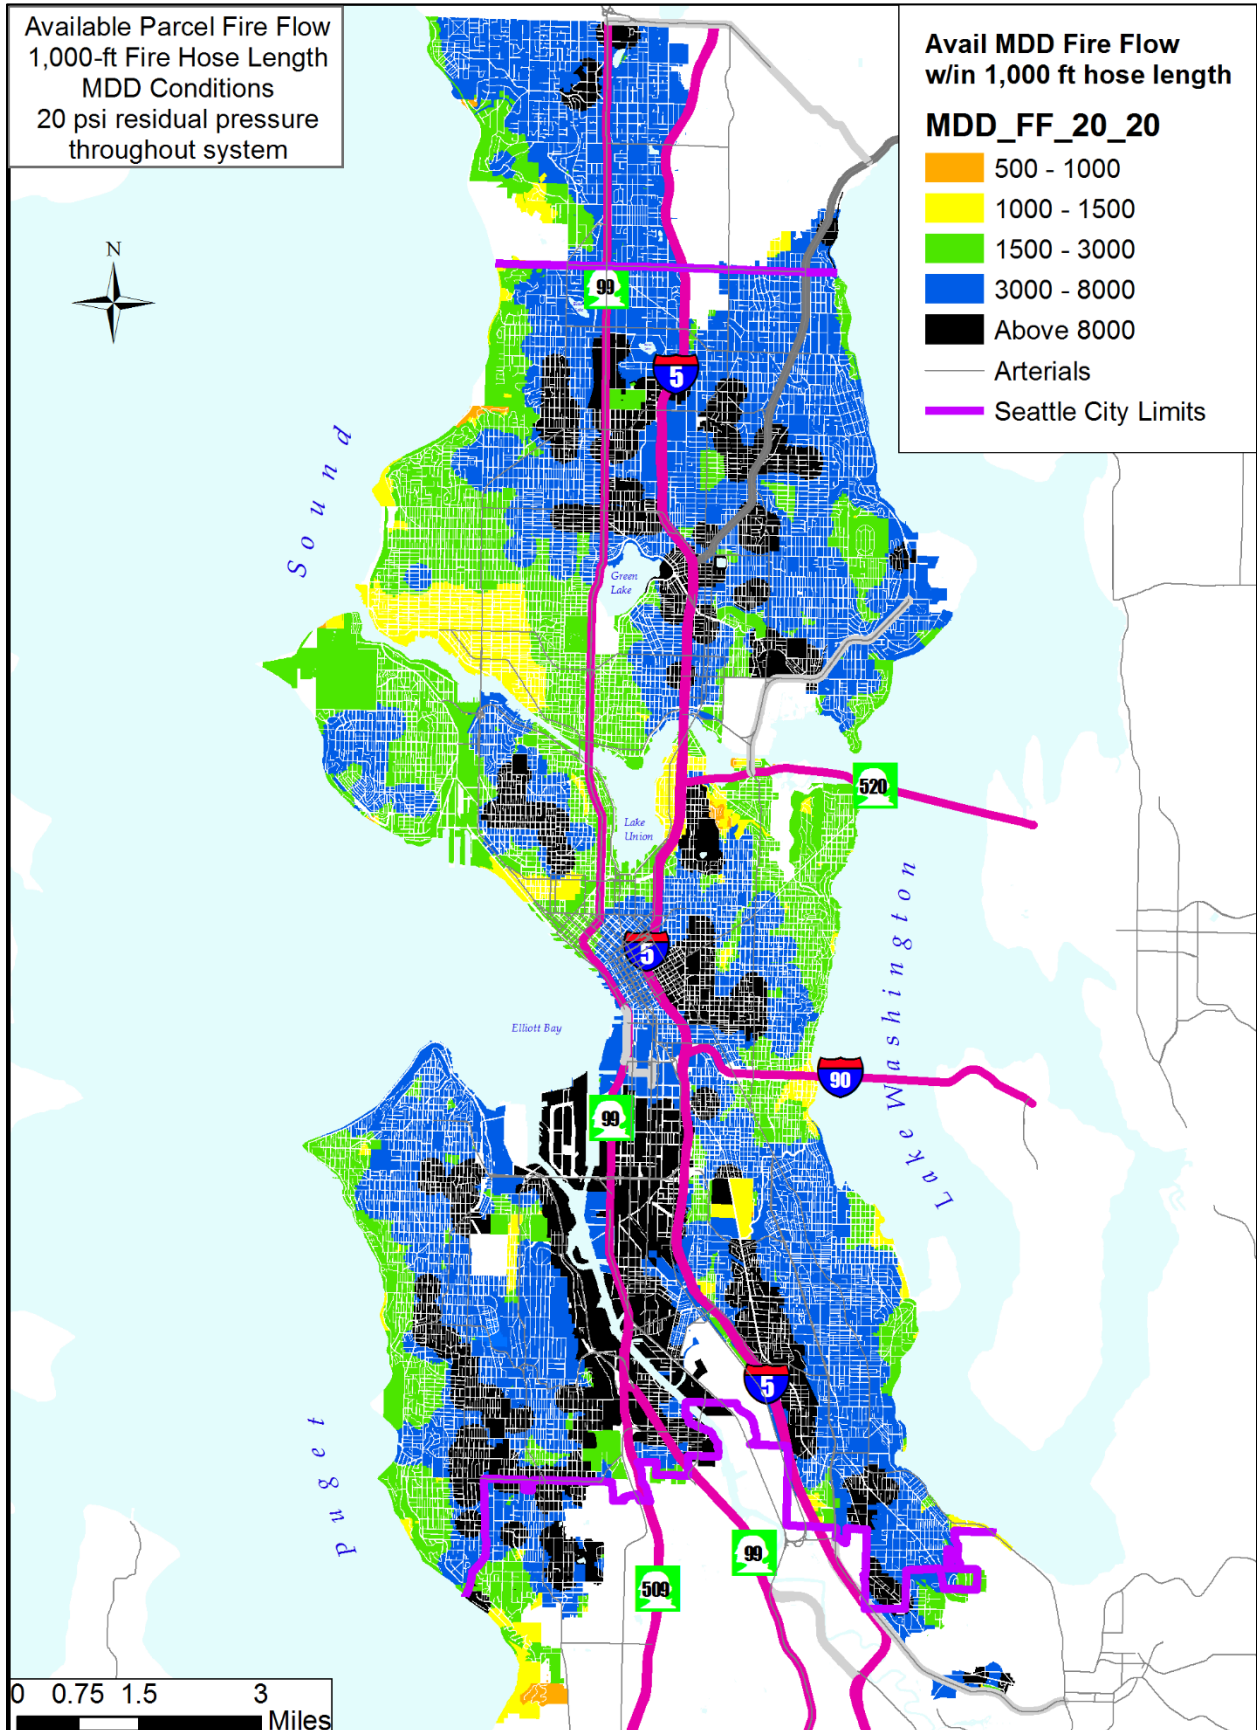 Available Parcel Fire Flow
1,000-ft Fire Hose Length
MDD Conditions
20 psi residual pressure
throughout system
Avail MDD Fire Flow
w/in 1,000 ft hose length
MDD_FF_20_20
500 - 1000
1000 - 1500
1500 - 3000
3000 - 8000
Above 8000
Arterials
Seattle City Limits
N
99
5
Sound
Green
Lake
520
Lake
Union
5
Lake Washington
Elliott Bay
90
99
5
Puget
99
509
0 0.75 1.5 3
Miles